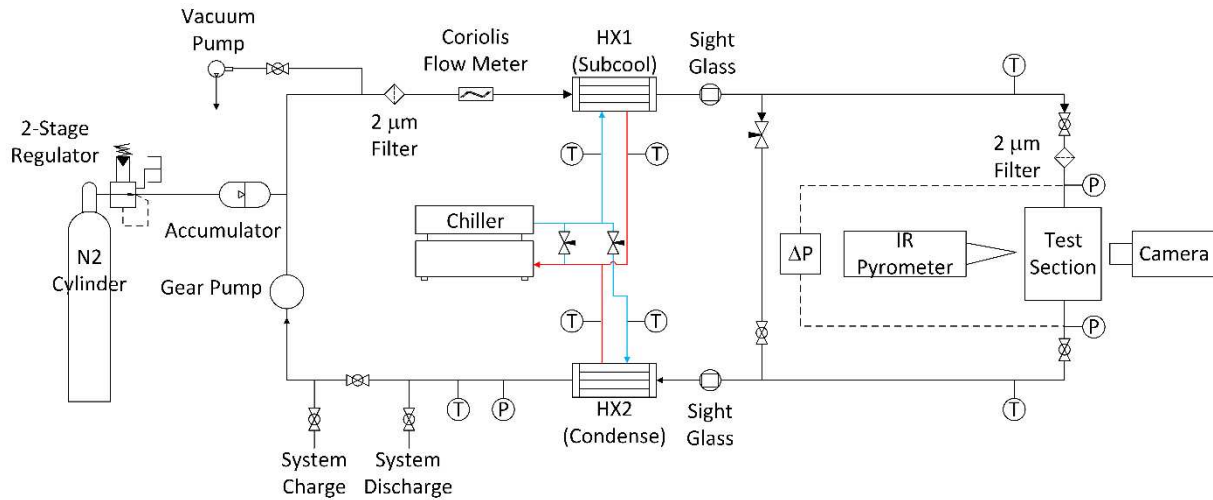 Vacuum
Pump
Coriolis
Flow Meter
HX1
(Subcool)
Sight
Glass
T
2 μm
Filter
2-Stage
Regulator
T
T
2 μm
Filter
P
Accumulator
Chiller
N2
Cylinder
ΔP
IR
Pyrometer
Test
Section
Camera
Gear Pump
T
T
P
T
P
HX2
(Condense)
Sight
Glass
T
System
Charge
System
Discharge